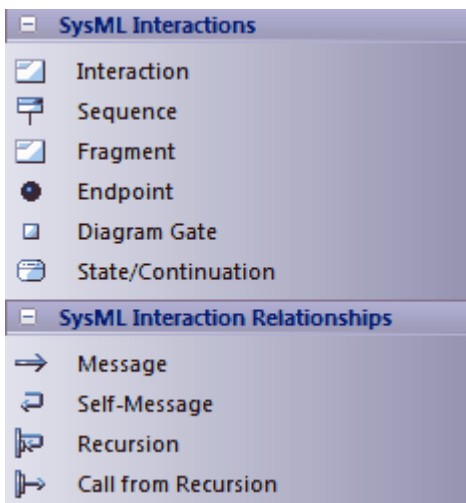 SysML Interactions
Interaction
Sequence
Fragment
Endpoint
Diagram Gate
State/Continuation
SysML Interaction Relationships
Message
Self-Message
Recursion
Call from Recursion